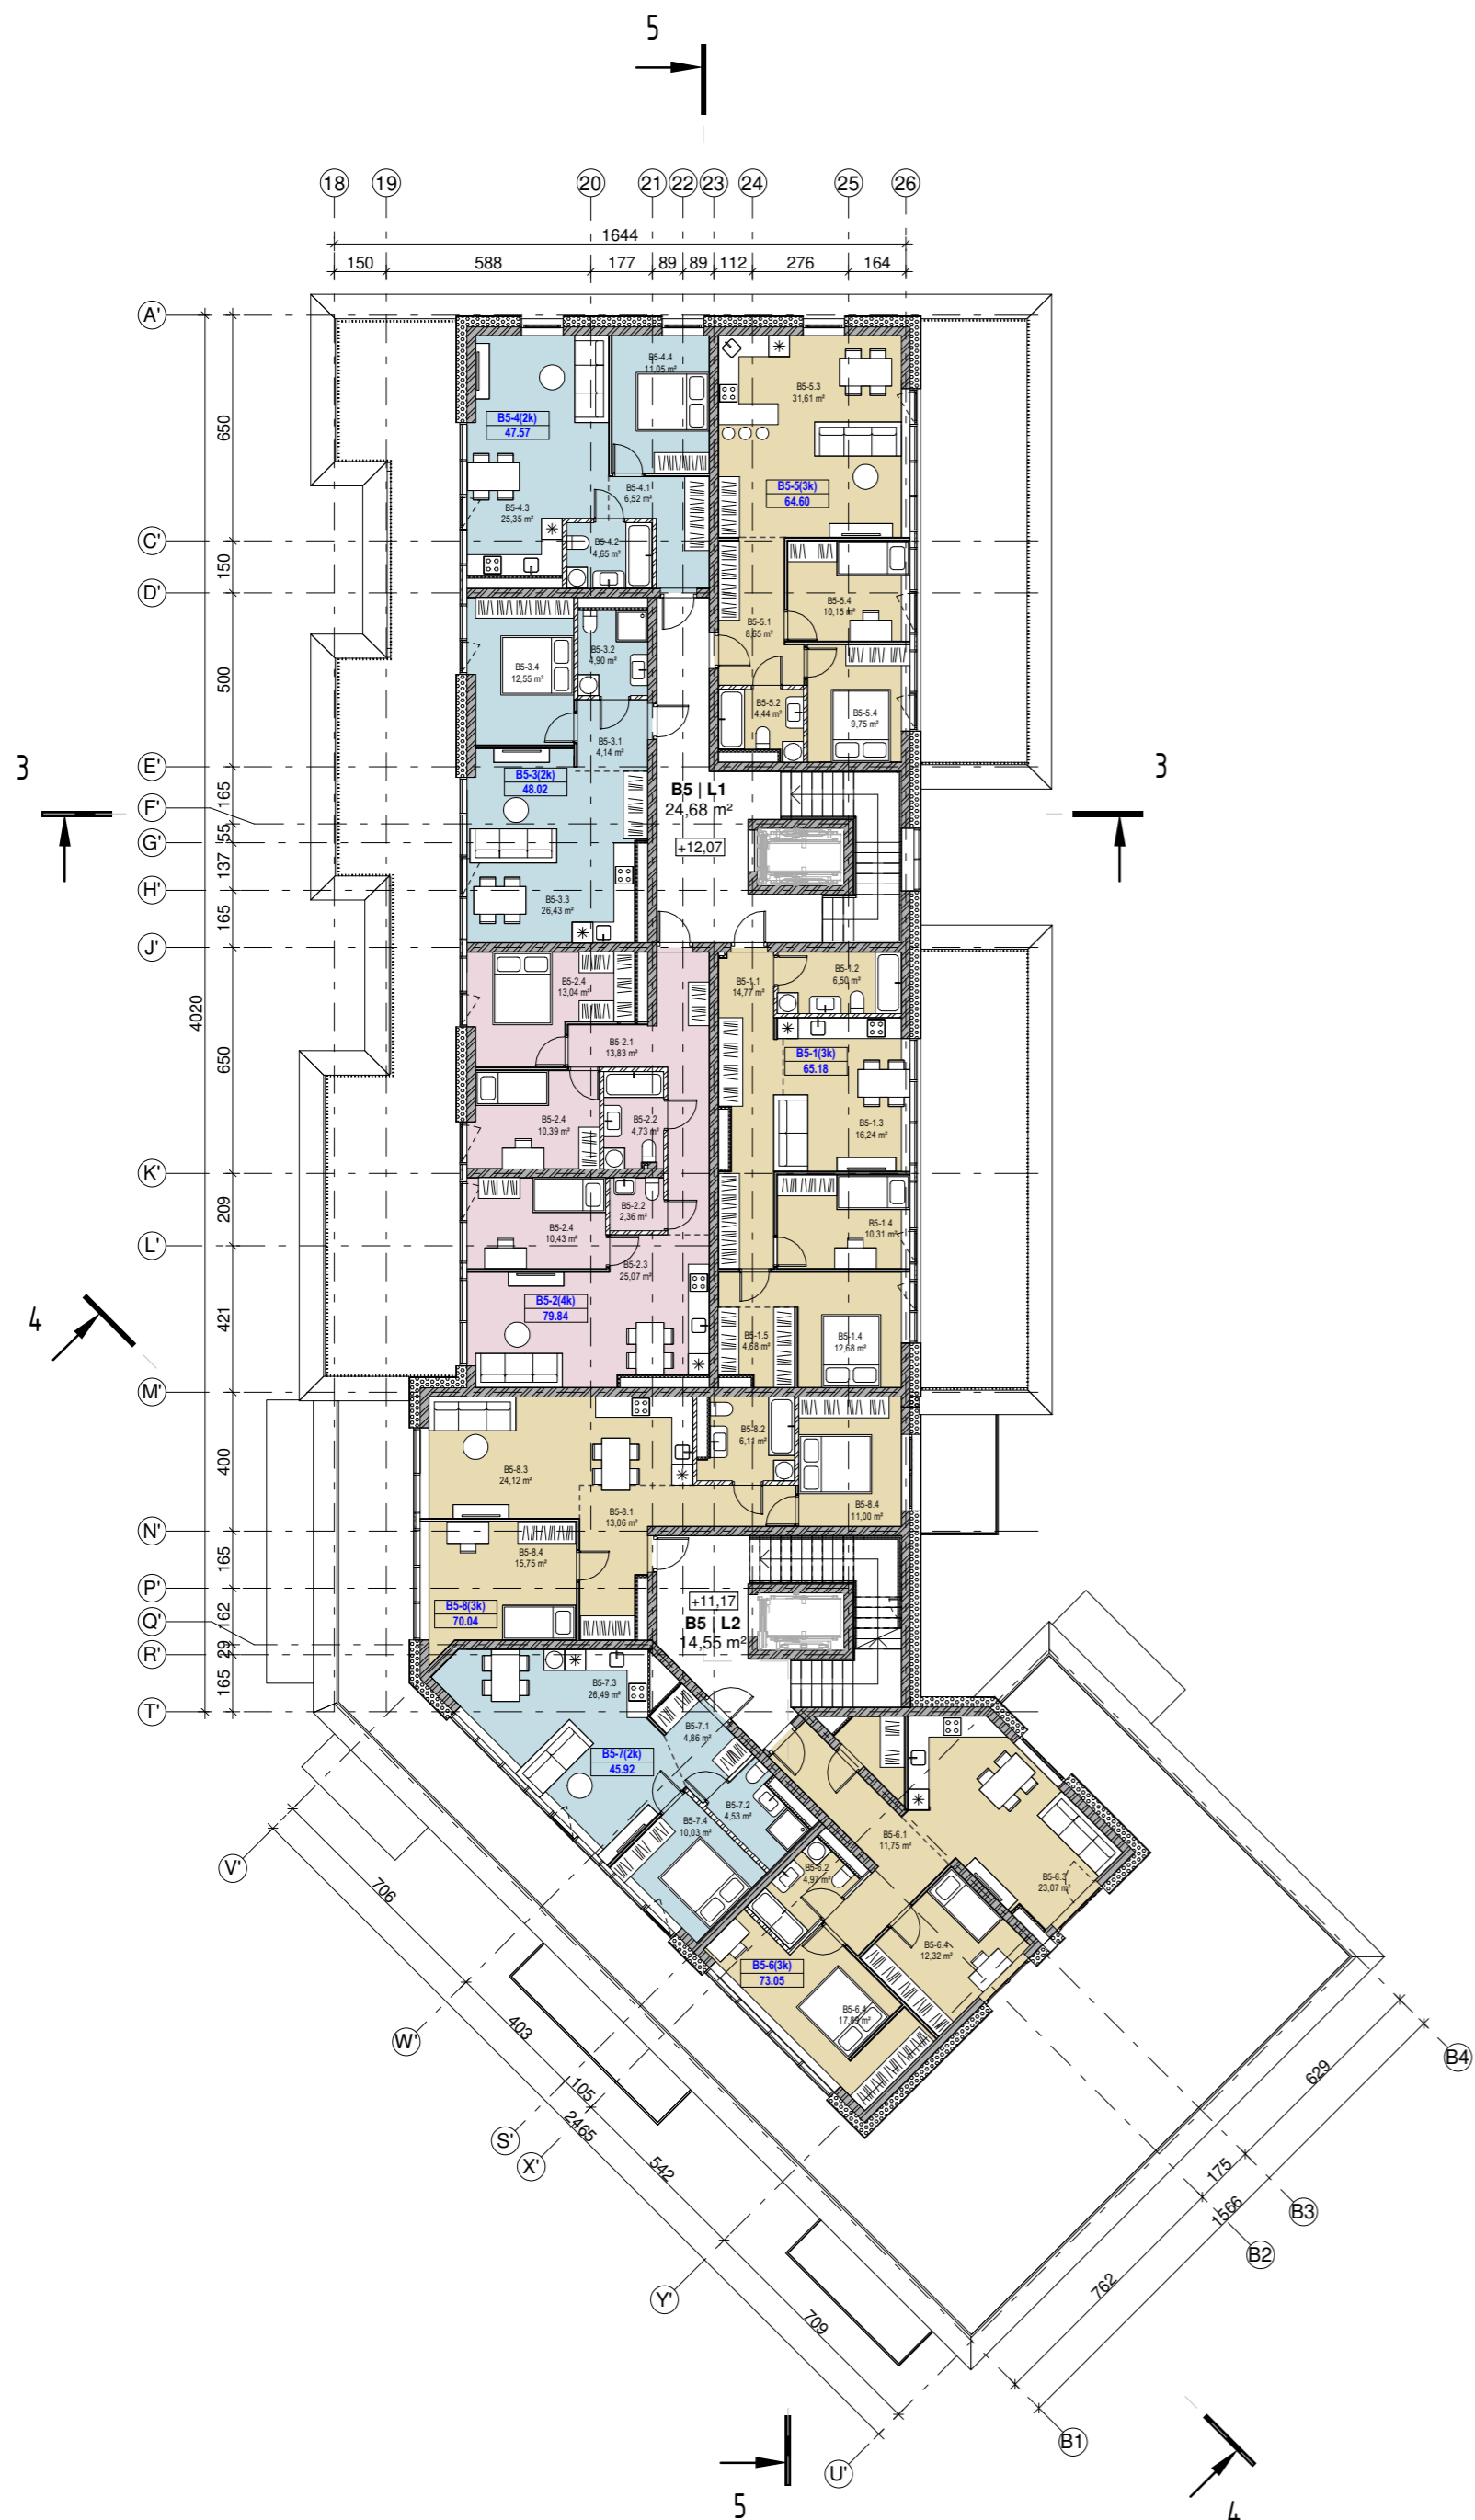 5
18 19 20 21 22 23 24 25 26
1644
150 588 177 89 89 112 276 164
A'
C'
D'
E'
F'
G'
H'
J'
K'
L'
M'
N'
P'
Q'
R'
T'
650
150
500
165
55
137
165
650
209
421
400
165
162
29
165
4020
B5-4.4
11,05 m²
B5-4(2k)
47.57
B5-4.1
6,52 m²
B5-4.3
25,35 m²
B5-4.2
4,65 m²
B5-5.3
31,61 m²
B5-5(3k)
64.60
B5-5.4
10,15 m²
B5-5.1
8,65 m²
B5-5.2
4,44 m²
B5-5.4
9,75 m²
B5-3.4
12,55 m²
B5-3.2
4,90 m²
B5-3.1
4,14 m²
B5-3(2k)
48.02
B5-3.3
26,43 m²
3
3
B5 | L1
24,68 m²
+12,07
B5-2.4
13,04 m²
B5-2.1
13,83 m²
B5-2.4
10,39 m²
B5-2.2
4,73 m²
B5-2.2
2,36 m²
B5-2.4
10,43 m²
B5-2.3
25,07 m²
B5-2(4k)
79.84
B5-1.1
14,77 m²
B5-1.2
6,50 m²
B5-1(3k)
65.18
B5-1.3
16,24 m²
B5-1.4
10,31 m²
B5-1.5
4,68 m²
B5-1.4
12,68 m²
4
B5-8.3
24,12 m²
B5-8.2
6,11 m²
B5-8.4
11,00 m²
B5-8.1
13,06 m²
B5-8.4
15,75 m²
B5-8(3k)
70.04
+11,17
B5 | L2
14,55 m²
B5-7.3
26,49 m²
B5-7.1
4,86 m²
B5-7(2k)
45.92
B5-7.2
4,53 m²
B5-7.4
10,03 m²
B5-6.1
11,75 m²
B5-6.2
4,97 m²
B5-6.3
23,07 m²
B5-6.4
12,32 m²
B5-6(3k)
73.05
B5-6.4
17,89 m²
V'
W'
S'
X'
Y'
U'
706
403
105
2465
542
709
B4
B3
B2
B1
629
175
1566
762
5
4